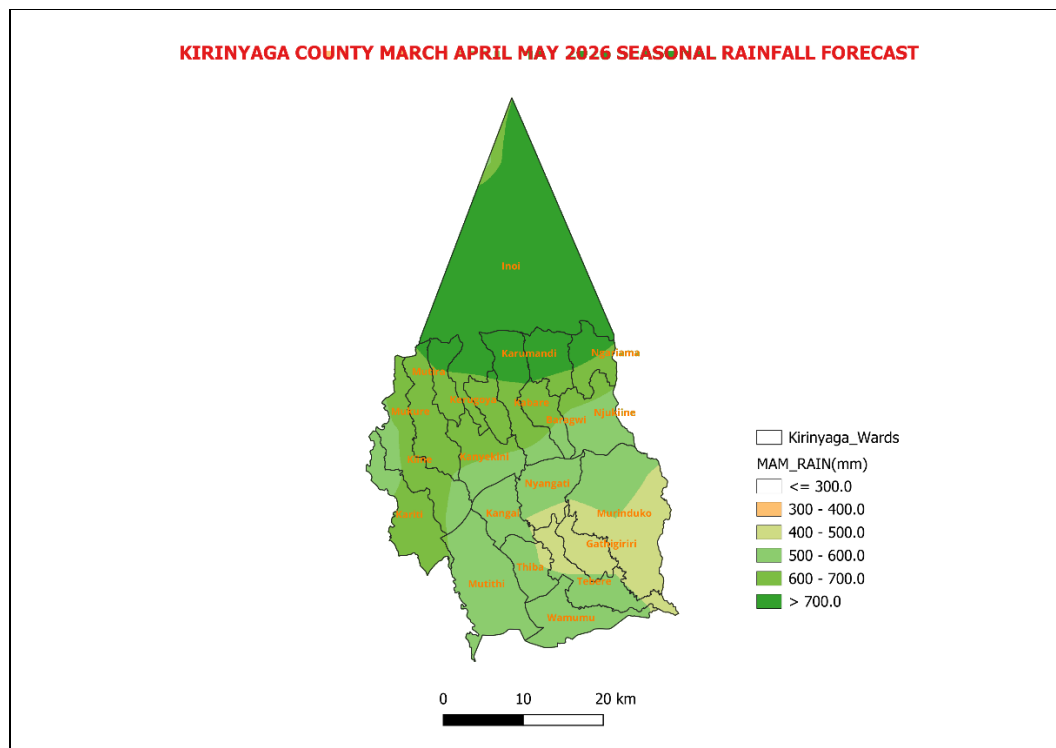 KIRINYAGA COUNTY MARCH APRIL MAY 2026 SEASONAL RAINFALL FORECAST
Inoi
Karumandi
Ngariama
Mutira
Kerugoya
Mukure
Kabare
Njukiine
Baragwi
Kiine
Kanyekini
Nyangati
Kariti
Kangai
Murinduko
Gathigiriri
Thiba
Mutithi
Tebere
Wamumu
Kirinyaga_Wards
MAM_RAIN(mm)
<= 300.0
300 - 400.0
400 - 500.0
500 - 600.0
600 - 700.0
> 700.0
0 10 20 km